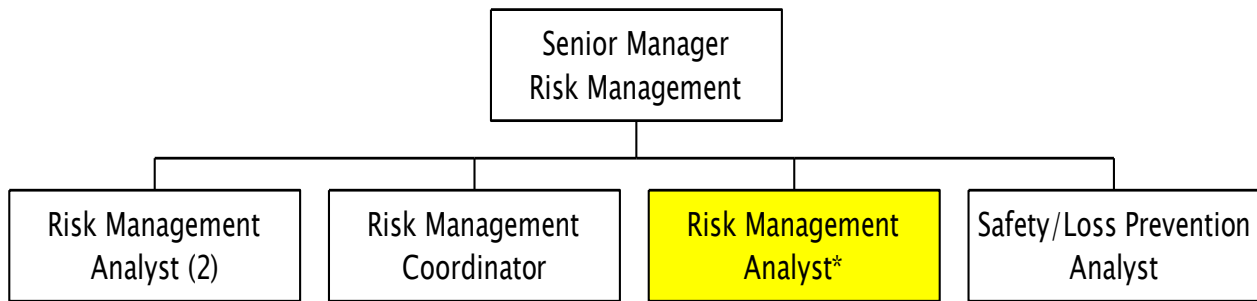 Senior Manager
Risk Management
Risk Management
Analyst (2)
Risk Management
Coordinator
Risk Management
Analyst*
Safety/Loss Prevention
Analyst